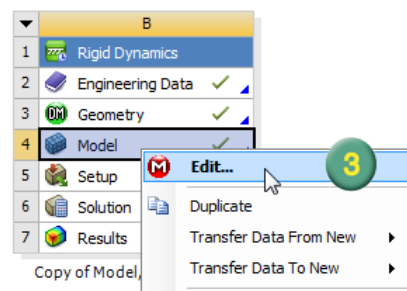 B
1 Rigid Dynamics
2 Engineering Data
3 DM Geometry
4 Model
M Edit... 3
5 Setup
Duplicate
6 Solution
Transfer Data From New
7 Results
Transfer Data To New
Copy of Model,